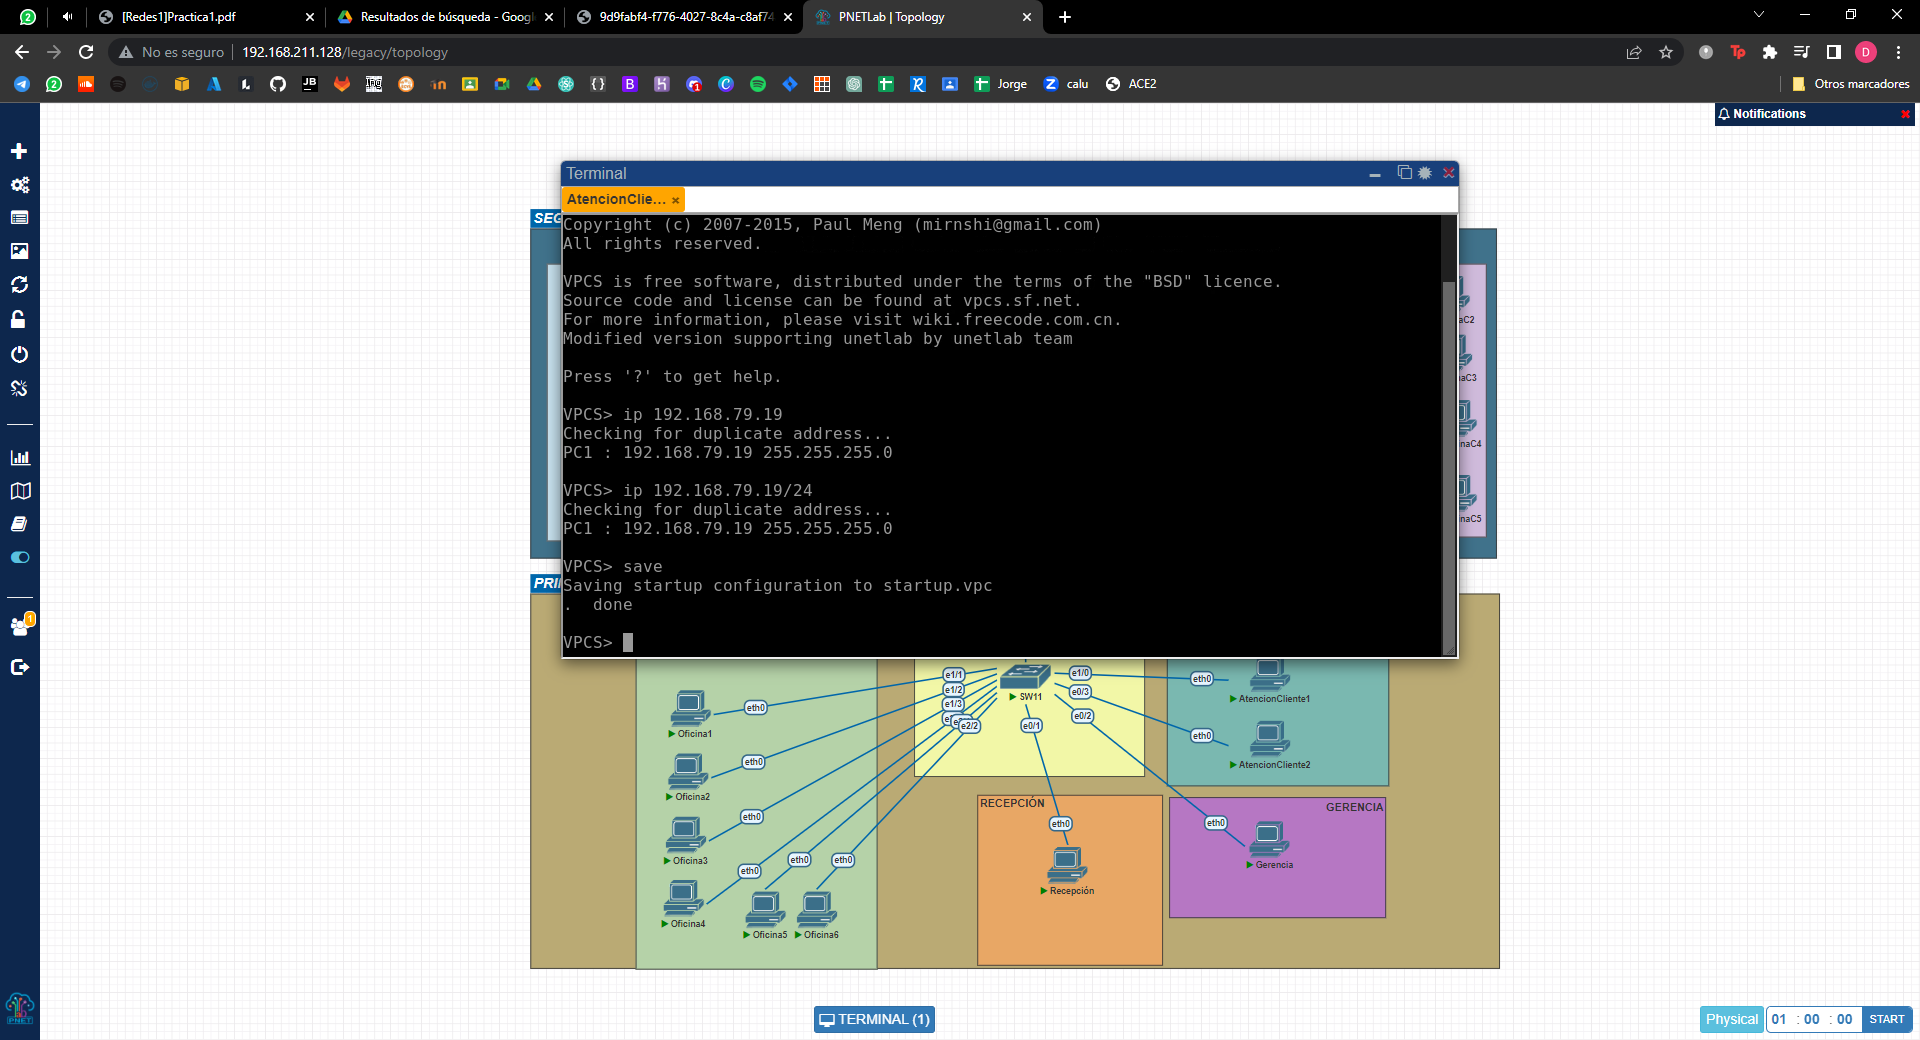 [Redes1]Practica1.pdf
Resultados de búsqueda - Googl
9d9fabf4-f776-4027-8c4a-c8af74
PNETLab | Topology
No es seguro
192.168.211.128/legacy/topology
Jorge
calu
ACE2
Otros marcadores
Notifications
Terminal
AtencionClie...
SEG
Copyright (c) 2007-2015, Paul Meng (mirnshi@gmail.com)
All rights reserved.
VPCS is free software, distributed under the terms of the "BSD" licence.
Source code and license can be found at vpcs.sf.net.
For more information, please visit wiki.freecode.com.cn.
Modified version supporting unetlab by unetlab team
Press '?' to get help.
VPCS> ip 192.168.79.19
Checking for duplicate address...
PC1 : 192.168.79.19 255.255.255.0
VPCS> ip 192.168.79.19/24
Checking for duplicate address...
PC1 : 192.168.79.19 255.255.255.0
VPCS> save
Saving startup configuration to startup.vpc
.  done
VPCS>
aC2
aC3
naC4
naC5
PRI
e1/1
e1/2
e1/3
e2/2
SW11
e1/0
e0/3
e0/2
e0/1
eth0
AtencionCliente1
eth0
AtencionCliente2
eth0
Oficina1
eth0
Oficina2
eth0
Oficina3
eth0
Oficina4
eth0
Oficina5
eth0
Oficina6
RECEPCIÓN
eth0
Recepción
GERENCIA
eth0
Gerencia
PNET
TERMINAL (1)
Physical
01 : 00 : 00
START